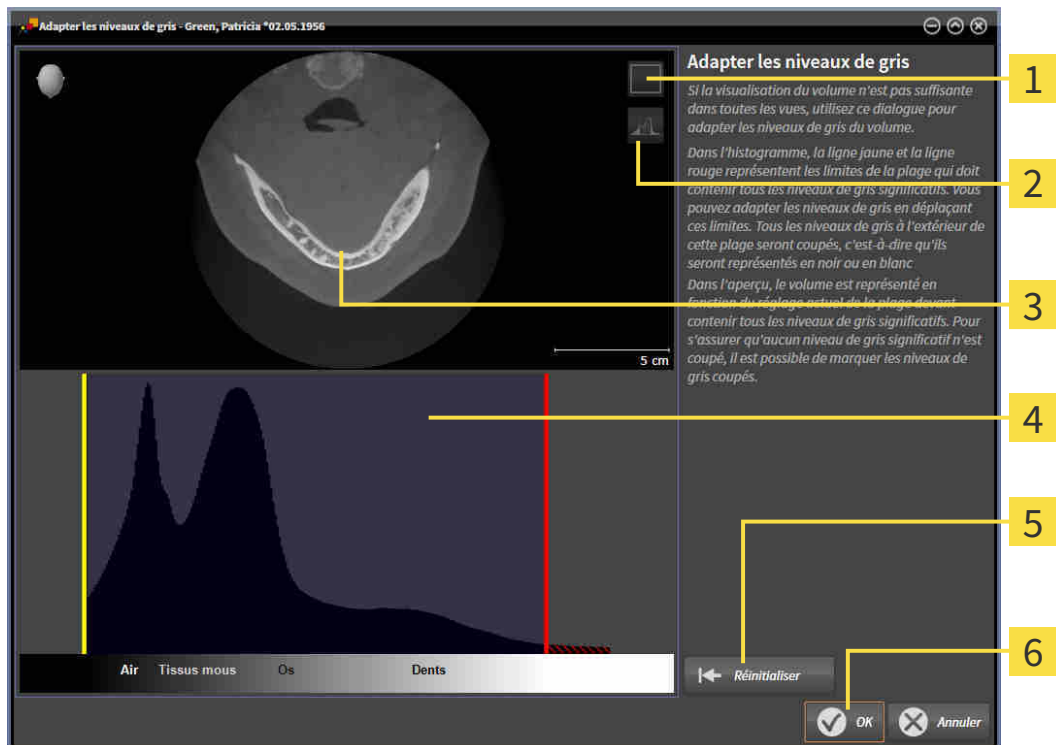 Adapter les niveaux de gris - Green, Patricia *02.05.1956
5 cm
Air Tissus mous Os Dents
Adapter les niveaux de gris
Si la visualisation du volume n'est pas suffisante
dans toutes les vues, utilisez ce dialogue pour
adapter les niveaux de gris du volume.
Dans l'histogramme, la ligne jaune et la ligne
rouge représentent les limites de la plage qui doit
contenir tous les niveaux de gris significatifs. Vous
pouvez adapter les niveaux de gris en déplaçant
ces limites. Tous les niveaux de gris à l'extérieur de
cette plage seront coupés, c'est-à-dire qu'ils
seront représentés en noir ou en blanc
Dans l'aperçu, le volume est représenté en
fonction du réglage actuel de la plage devant
contenir tous les niveaux de gris significatifs. Pour
s'assurer qu'aucun niveau de gris significatif n'est
coupé, il est possible de marquer les niveaux de
gris coupés.
Réinitialiser
OK Annuler
1
2
3
4
5
6